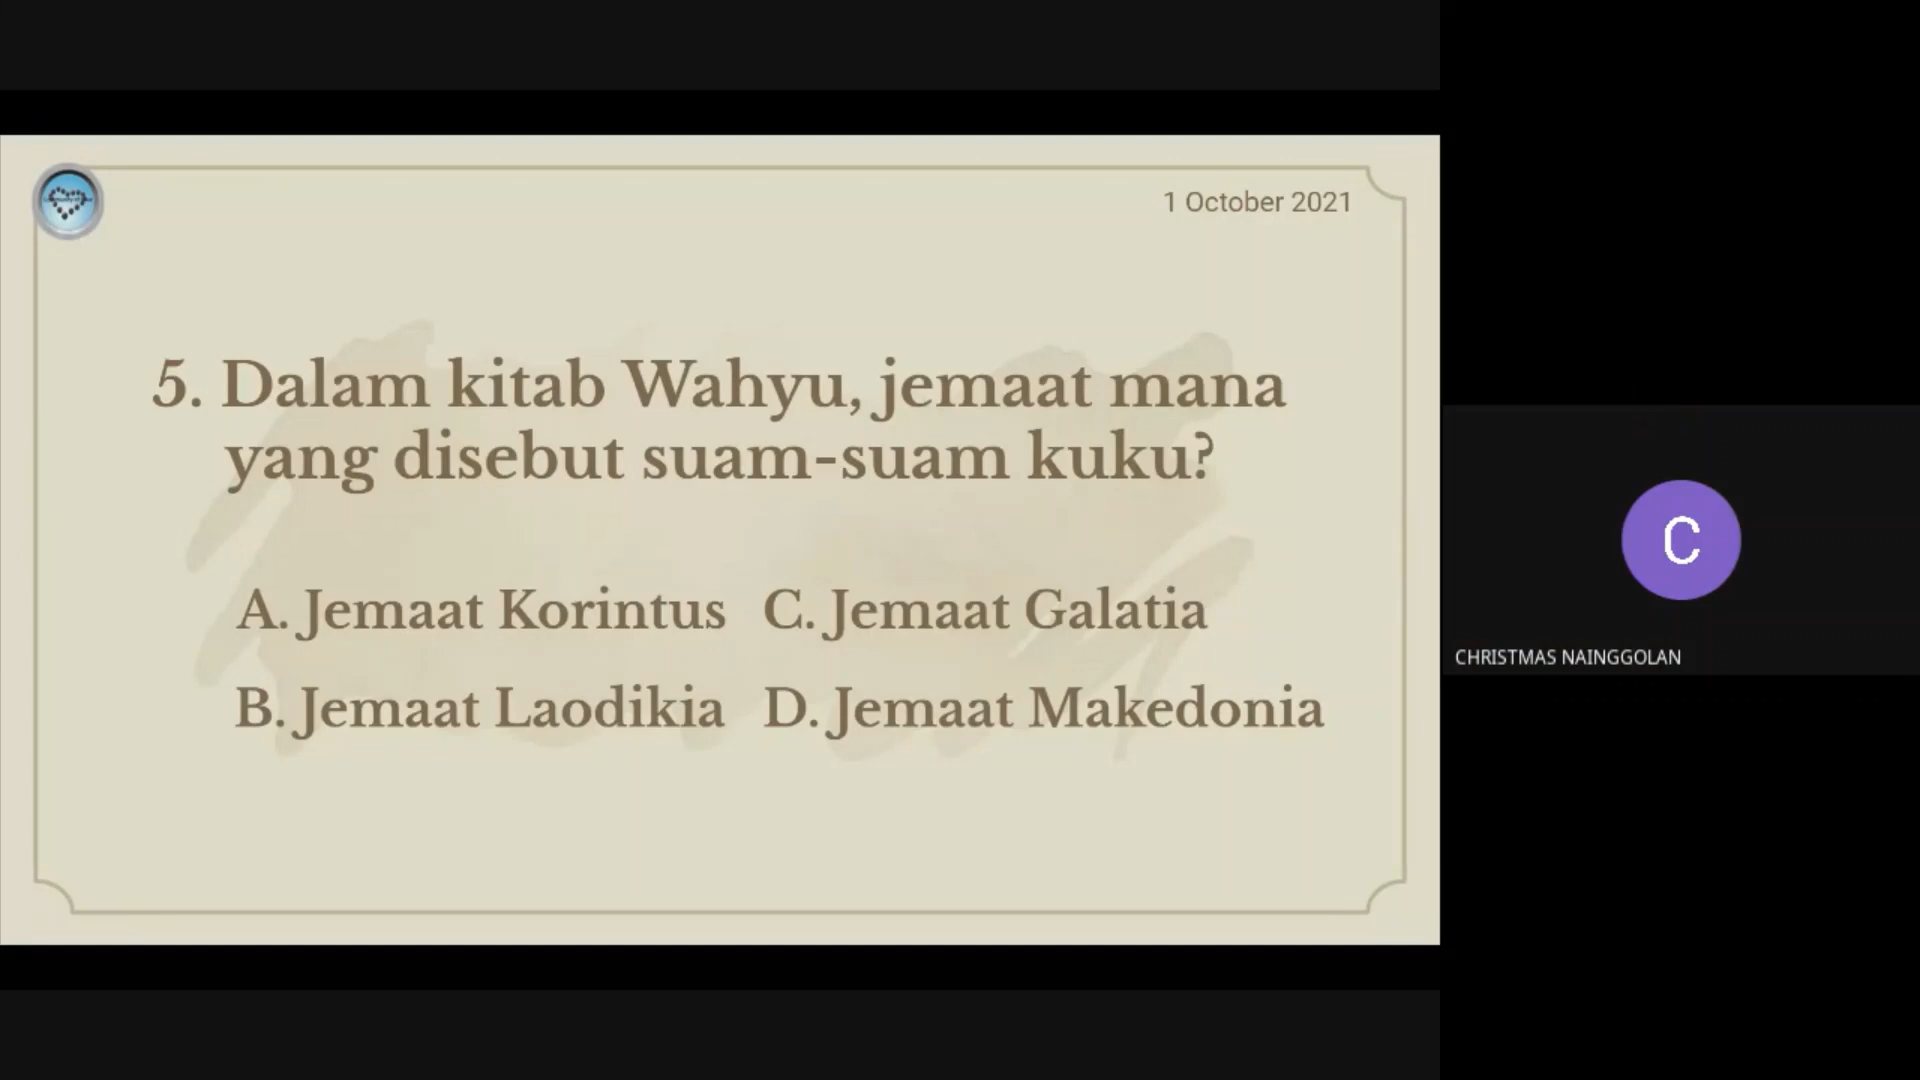 1 October 2021
5. Dalam kitab Wahyu, jemaat mana
yang disebut suam-suam kuku?
A. Jemaat Korintus
C. Jemaat Galatia
B. Jemaat Laodikia
D. Jemaat Makedonia
C
CHRISTMAS NAINGGOLAN